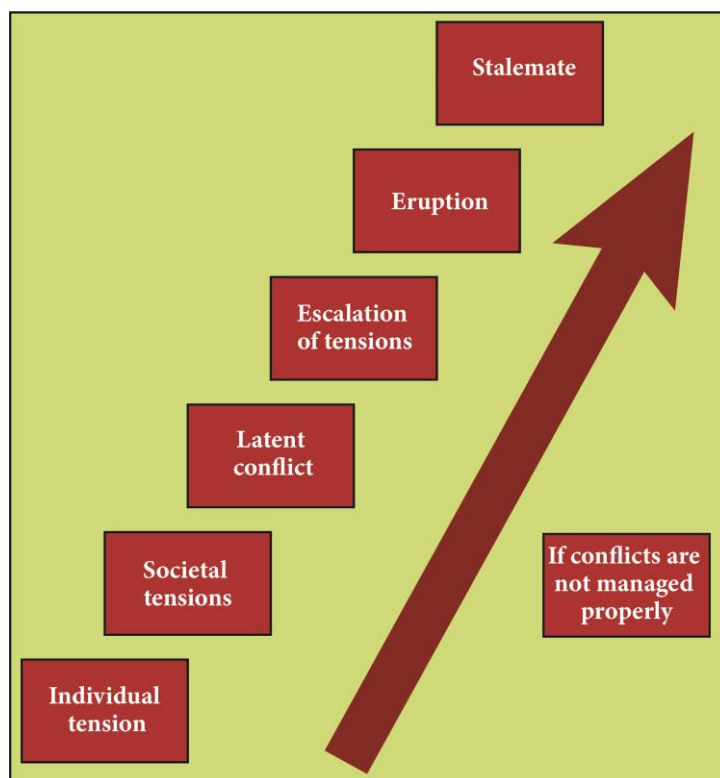 Stalemate
Eruption
Escalation
of tensions
Latent
conflict
If conflicts are
not managed
properly
Societal
tensions
Individual
tension